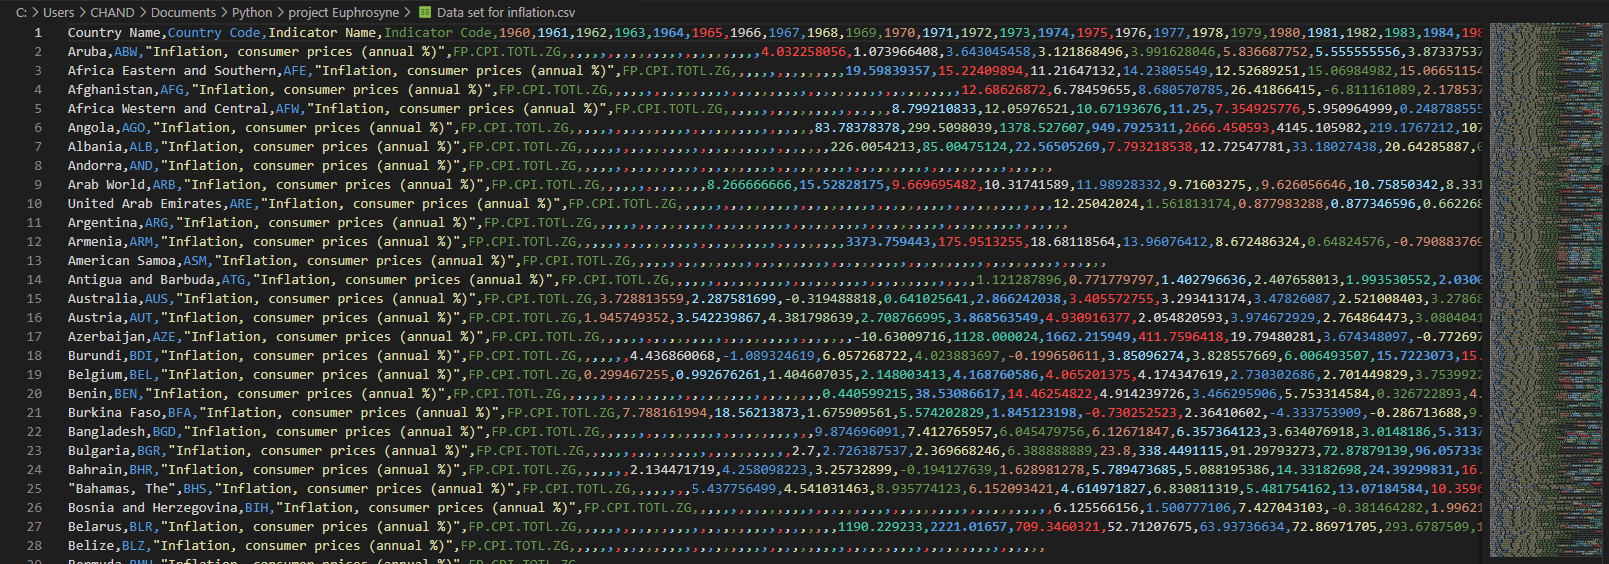 C: > Users > CHAND > Documents > Python > project Euphrosyne > Data set for inflation.csv
1 Country Name,Country Code,Indicator Name,Indicator Code,1960,1961,1962,1963,1964,1965,1966,1967,1968,1969,1970,1971,1972,1973,1974,1975,1976,1977,1978,1979,1980,1981,1982,1983,1984,198
2 Aruba,ABW,"Inflation, consumer prices (annual %)",FP.CPI.TOTL.ZG,,,,,,,,,,,,,,,,,,,,,,,,,,4.032258056,1.073966408,3.643045458,3.121868496,3.991628046,5.836687752,5.555555556,3.87337537
3 Africa Eastern and Southern,AFE,"Inflation, consumer prices (annual %)",FP.CPI.TOTL.ZG,,,,,,,,,,,,,,,19.59839357,15.22409894,11.21647132,14.23805549,12.52689251,15.06984982,15.06651154
4 Afghanistan,AFG,"Inflation, consumer prices (annual %)",FP.CPI.TOTL.ZG,,,,,,,,,,,,,,,,,,,,,,,,,,,,,,,,,,,,,,,,,,,,,,12.68626872,6.78459655,8.680570785,26.41866415,-6.811161089,2.178537
5 Africa Western and Central,AFW,"Inflation, consumer prices (annual %)",FP.CPI.TOTL.ZG,,,,,,,,,,,,,,,,,,,,,,8.799210833,12.05976521,10.67193676,11.25,7.354925776,5.950964999,0.248788555
6 Angola,AGO,"Inflation, consumer prices (annual %)",FP.CPI.TOTL.ZG,,,,,,,,,,,,,,,,,,,,,,,,,,,,,,,,83.78378378,299.5098039,1378.527607,949.7925311,2666.450593,4145.105982,219.1767212,107
7 Albania,ALB,"Inflation, consumer prices (annual %)",FP.CPI.TOTL.ZG,,,,,,,,,,,,,,,,,,,,,,,,,,,,,,,,,226.0054213,85.00475124,22.56505269,7.793218538,12.72547781,33.18027438,20.64285887,
8 Andorra,AND,"Inflation, consumer prices (annual %)",FP.CPI.TOTL.ZG,,,,,,,,,,,,,,,,,,,,,,,,,,,,,,,,,,,,,,,,,,,,,,,,,,,,,,,,,,,,,,
9 Arab World,ARB,"Inflation, consumer prices (annual %)",FP.CPI.TOTL.ZG,,,,,,,,,,,,,,8.266666666,15.52828175,9.669695482,10.31741589,11.98928332,9.71603275,,9.626056646,10.75850342,8.331
10 United Arab Emirates,ARE,"Inflation, consumer prices (annual %)",FP.CPI.TOTL.ZG,,,,,,,,,,,,,,,,,,,,,,,,,,,,,,,,,,,,,,,,,,,,,,,,,12.25042024,1.561813174,0.877983288,0.877346596,0.662268
11 Argentina,ARG,"Inflation, consumer prices (annual %)",FP.CPI.TOTL.ZG,,,,,,,,,,,,,,,,,,,,,,,,,,,,,,,,,,,,,,,,,,,,,,,,,,,,,,,,,,,,,,
12 Armenia,ARM,"Inflation, consumer prices (annual %)",FP.CPI.TOTL.ZG,,,,,,,,,,,,,,,,,,,,,,,,,,,,,,,,,,,3373.759443,175.9513255,18.68118564,13.96076412,8.672486324,0.64824576,-0.790883769
13 American Samoa,ASM,"Inflation, consumer prices (annual %)",FP.CPI.TOTL.ZG,,,,,,,,,,,,,,,,,,,,,,,,,,,,,,,,,,,,,,,,,,,,,,,,,,,,,,,,,,,,,,
14 Antigua and Barbuda,ATG,"Inflation, consumer prices (annual %)",FP.CPI.TOTL.ZG,,,,,,,,,,,,,,,,,,,,,,,,,,,,,,,,,,,,,,,,1.121287896,0.771779797,1.402796636,2.407658013,1.993530552,2.0300
15 Australia,AUS,"Inflation, consumer prices (annual %)",FP.CPI.TOTL.ZG,3.728813559,2.287581699,-0.319488818,0.641025641,2.866242038,3.405572755,3.293413174,3.47826087,2.521008403,3.27868
16 Austria,AUT,"Inflation, consumer prices (annual %)",FP.CPI.TOTL.ZG,1.945749352,3.542239867,4.381798639,2.708766995,3.868563549,4.930916377,2.054820593,3.974672929,2.764864473,3.0804041
17 Azerbaijan,AZE,"Inflation, consumer prices (annual %)",FP.CPI.TOTL.ZG,,,,,,,,,,,,,,,,,,,,,,,,,,,,,,,,,-10.63009716,1128.000024,1662.215949,411.7596418,19.79480281,3.674348097,-0.772697
18 Burundi,BDI,"Inflation, consumer prices (annual %)",FP.CPI.TOTL.ZG,,,,,,,4.436860068,-1.089324619,6.057268722,4.023883697,-0.199650611,3.85096274,3.828557669,6.006493507,15.7223073,15.
19 Belgium,BEL,"Inflation, consumer prices (annual %)",FP.CPI.TOTL.ZG,0.299467255,0.992676261,1.404607035,2.148003413,4.168760586,4.065201375,4.174347619,2.730302686,2.701449829,3.7539922
20 Benin,BEN,"Inflation, consumer prices (annual %)",FP.CPI.TOTL.ZG,,,,,,,,,,,,,,,,,,,,,,,,,,,,,,,,,,0.440599215,38.53086617,14.46254822,4.914239726,3.466295906,5.753314584,0.326722893,4.
21 Burkina Faso,BFA,"Inflation, consumer prices (annual %)",FP.CPI.TOTL.ZG,7.788161994,18.56213873,1.675909561,5.574202829,1.845123198,-0.730252523,2.36410602,-4.333753909,-0.286713688,9.
22 Bangladesh,BGD,"Inflation, consumer prices (annual %)",FP.CPI.TOTL.ZG,,,,,,,,,,,,,,,,,,,,,,,,,,,,9.874696091,7.412765957,6.045479756,6.12671847,6.357364123,3.634076918,3.0148186,5.3137
23 Bulgaria,BGR,"Inflation, consumer prices (annual %)",FP.CPI.TOTL.ZG,,,,,,,,,,,,,,,,,,,,,,,,,,,2.7,2.726387537,2.369668246,6.388888889,23.8,338.4491115,91.29793273,72.87879139,96.057338
24 Bahrain,BHR,"Inflation, consumer prices (annual %)",FP.CPI.TOTL.ZG,,,,,,,2.134471719,4.258098223,3.25732899,-0.194127639,1.628981278,5.789473685,5.088195386,14.33182698,24.39299831,16.
25 "Bahamas, The",BHS,"Inflation, consumer prices (annual %)",FP.CPI.TOTL.ZG,,,,,,,,5.437756499,4.541031463,8.935774123,6.152093421,4.614971827,6.830811319,5.481754162,13.07184584,10.3596
26 Bosnia and Herzegovina,BIH,"Inflation, consumer prices (annual %)",FP.CPI.TOTL.ZG,,,,,,,,,,,,,,,,,,,,,,,,,,,,,,,,,,,,,,,,,,,,,,,6.125566156,1.500777106,7.427043103,-0.381464282,1.99621
27 Belarus,BLR,"Inflation, consumer prices (annual %)",FP.CPI.TOTL.ZG,,,,,,,,,,,,,,,,,,,,,,,,,,,,,,,,,,1190.229233,2221.01657,709.3460321,52.71207675,63.93736634,72.86971705,293.6787509,1
28 Belize,BLZ,"Inflation, consumer prices (annual %)",FP.CPI.TOTL.ZG,,,,,,,,,,,,,,,,,,,,,,,,,,,,,,,,,,,,,,,,,,,,,,,,,,,,,,,,,,,,,,